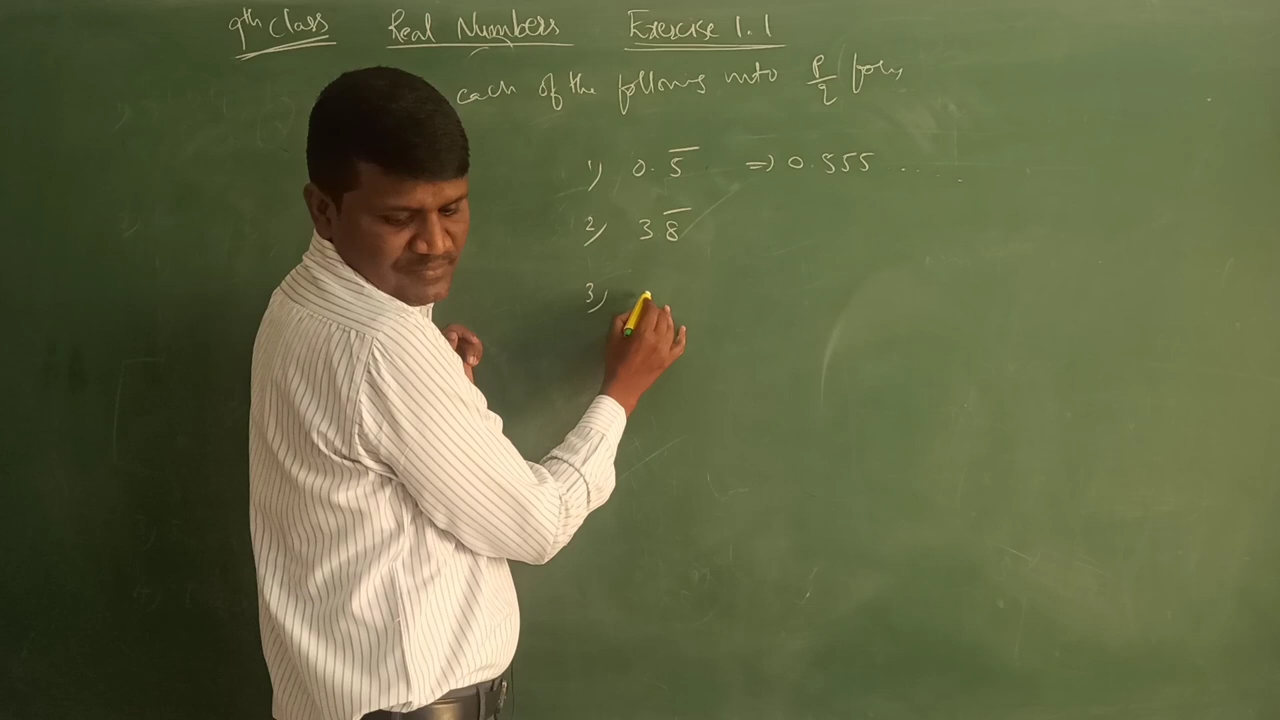 9th Class Real Numbers Exercise 1.1
each of the following into p/q form
1) 0.5̅ => 0.555 .......
2) 3 8̅
3)